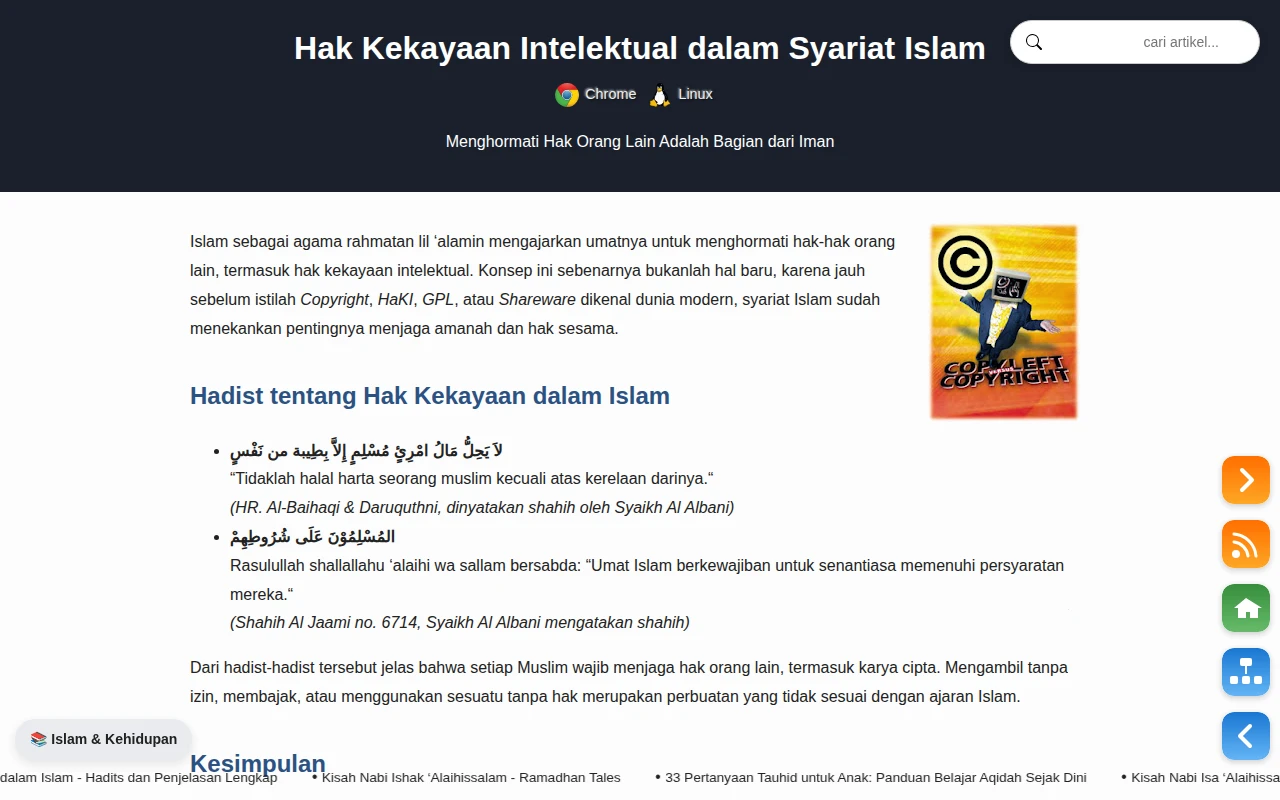 Hak Kekayaan Intelektual dalam Syariat Islam
cari artikel...
Chrome Linux
Menghormati Hak Orang Lain Adalah Bagian dari Iman
Islam sebagai agama rahmatan lil ‘alamin mengajarkan umatnya untuk menghormati hak-hak orang
lain, termasuk hak kekayaan intelektual. Konsep ini sebenarnya bukanlah hal baru, karena jauh
sebelum istilah Copyright, HaKI, GPL, atau Shareware dikenal dunia modern, syariat Islam sudah
menekankan pentingnya menjaga amanah dan hak sesama.
COPYLEFT
VERSUS
COPYRIGHT
Hadist tentang Hak Kekayaan dalam Islam
• لاَ يَحِلُّ مَالُ امْرِئٍ مُسْلِمٍ إِلاَّ بِطِيبة من نَفْسٍ
“Tidaklah halal harta seorang muslim kecuali atas kerelaan darinya.“
(HR. Al-Baihaqi & Daruquthni, dinyatakan shahih oleh Syaikh Al Albani)
• المُسْلِمُوْنَ عَلَى شُرُوطِهِمْ
Rasulullah shallallahu ‘alaihi wa sallam bersabda: “Umat Islam berkewajiban untuk senantiasa memenuhi persyaratan
mereka.“
(Shahih Al Jaami no. 6714, Syaikh Al Albani mengatakan shahih)
Dari hadist-hadist tersebut jelas bahwa setiap Muslim wajib menjaga hak orang lain, termasuk karya cipta. Mengambil tanpa
izin, membajak, atau menggunakan sesuatu tanpa hak merupakan perbuatan yang tidak sesuai dengan ajaran Islam.
📚 Islam & Kehidupan
Kesimpulan
dalam Islam - Hadits dan Penjelasan Lengkap • Kisah Nabi Ishak ‘Alaihissalam - Ramadhan Tales • 33 Pertanyaan Tauhid untuk Anak: Panduan Belajar Aqidah Sejak Dini • Kisah Nabi Isa ‘Alaihissa